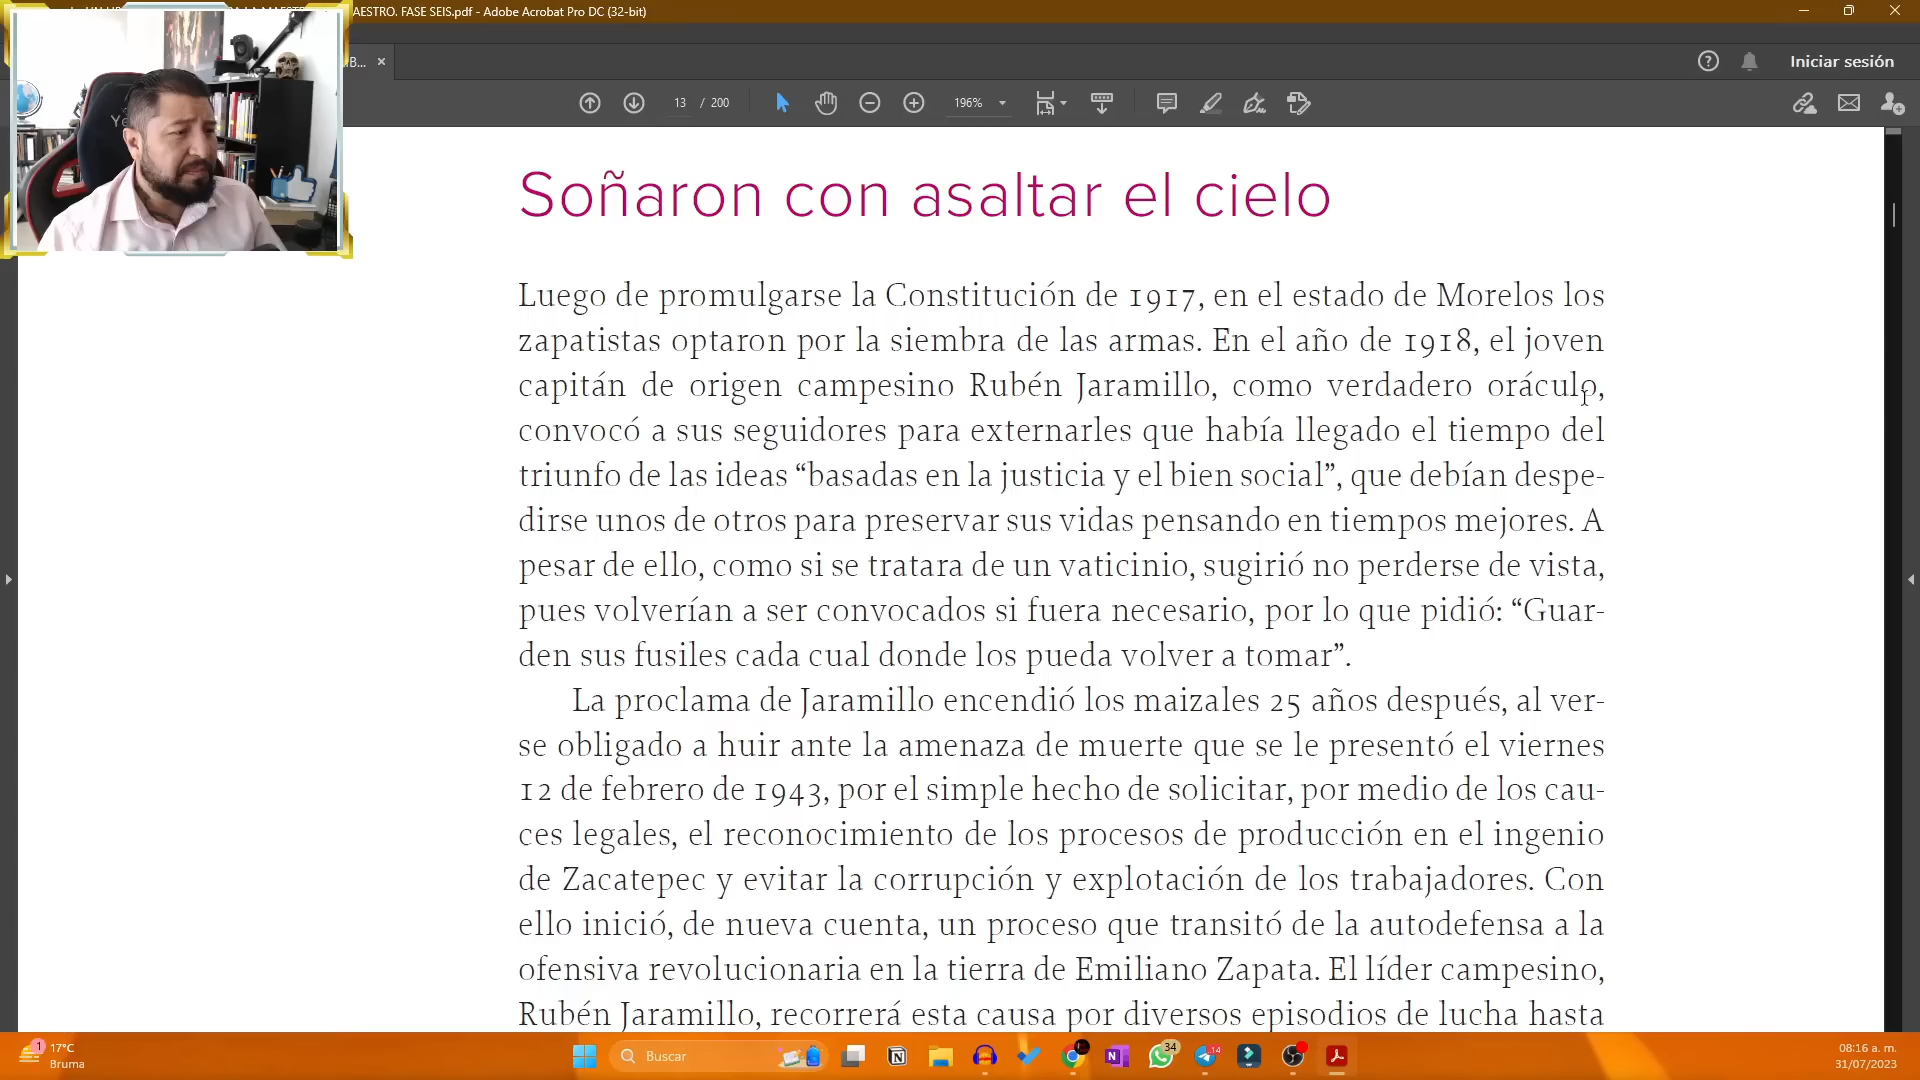 AESTRO. FASE SEIS.pdf - Adobe Acrobat Pro DC (32-bit)
B... ×
Iniciar sesión
13 / 200
196%
Soñaron con asaltar el cielo
Luego de promulgarse la Constitución de 1917, en el estado de Morelos los
zapatistas optaron por la siembra de las armas. En el año de 1918, el joven
capitán de origen campesino Rubén Jaramillo, como verdadero oráculo,
convocó a sus seguidores para externarles que había llegado el tiempo del
triunfo de las ideas “basadas en la justicia y el bien social”, que debían despe-
dirse unos de otros para preservar sus vidas pensando en tiempos mejores. A
pesar de ello, como si se tratara de un vaticinio, sugirió no perderse de vista,
pues volverían a ser convocados si fuera necesario, por lo que pidió: “Guar-
den sus fusiles cada cual donde los pueda volver a tomar”.
La proclama de Jaramillo encendió los maizales 25 años después, al ver-
se obligado a huir ante la amenaza de muerte que se le presentó el viernes
12 de febrero de 1943, por el simple hecho de solicitar, por medio de los cau-
ces legales, el reconocimiento de los procesos de producción en el ingenio
de Zacatepec y evitar la corrupción y explotación de los trabajadores. Con
ello inició, de nueva cuenta, un proceso que transitó de la autodefensa a la
ofensiva revolucionaria en la tierra de Emiliano Zapata. El líder campesino,
Rubén Jaramillo, recorrerá esta causa por diversos episodios de lucha hasta
1
17°C
Bruma
Buscar
34
14
08:16 a. m.
31/07/2023